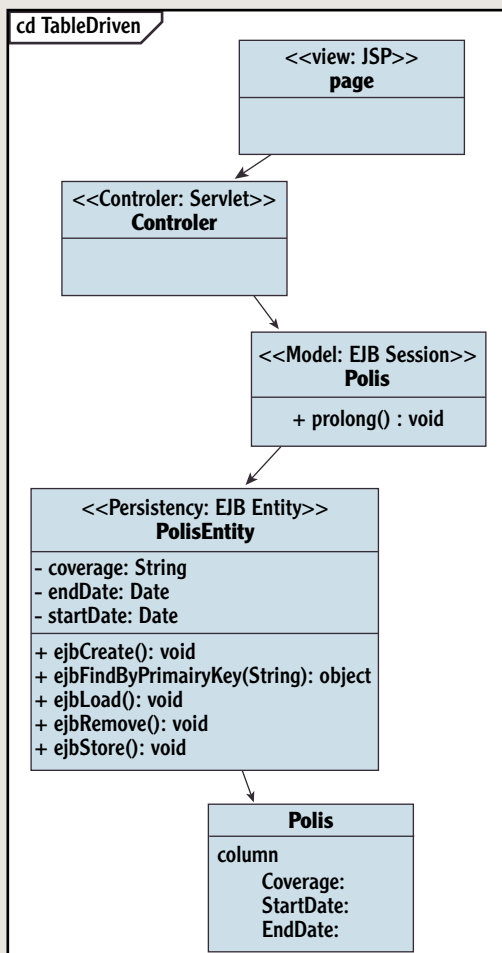 cd TableDriven
<<view: JSP>>
page
<<Controler: Servlet>>
Controler
<<Model: EJB Session>>
Polis
+ prolong() : void
<<Persistency: EJB Entity>>
PolisEntity
- coverage: String
- endDate: Date
- startDate: Date
+ ejbCreate(): void
+ ejbFindByPrimairyKey(String): object
+ ejbLoad(): void
+ ejbRemove(): void
+ ejbStore(): void
Polis
column
Coverage:
StartDate:
EndDate: